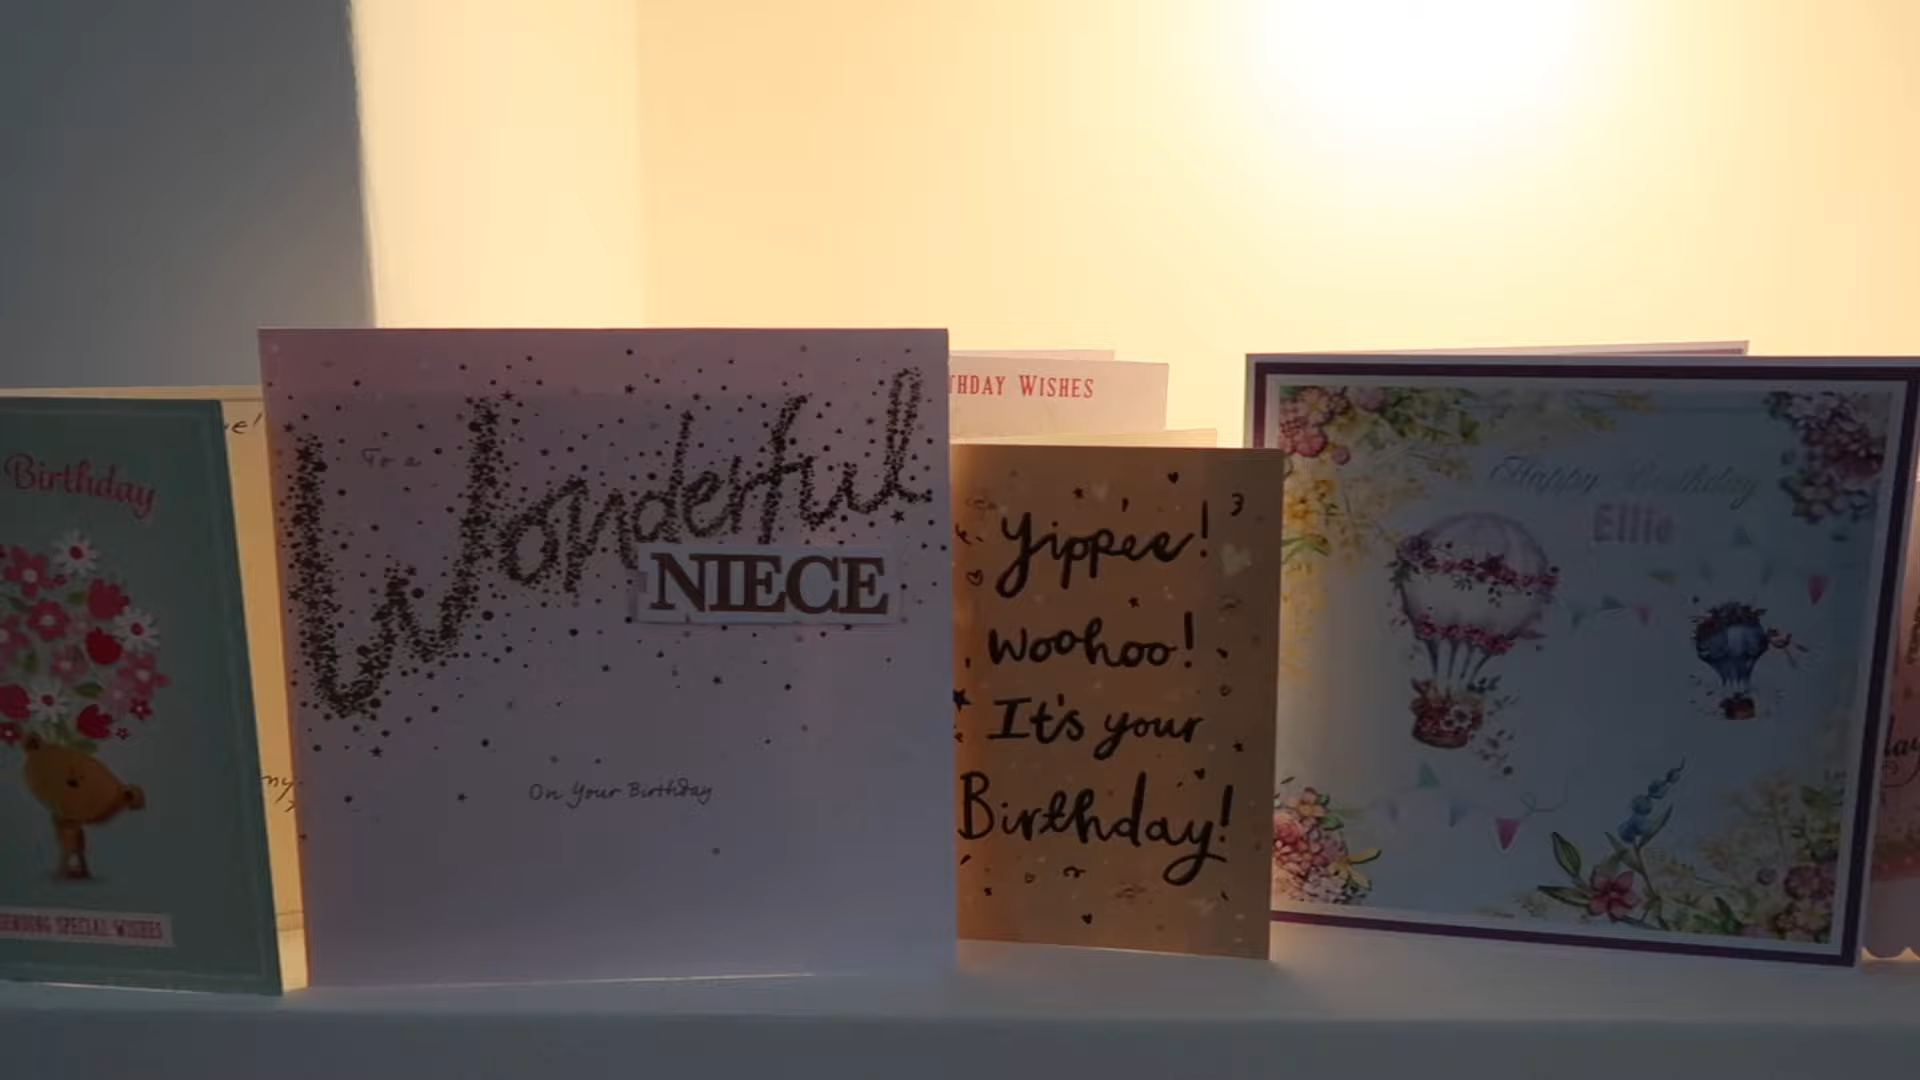 Birthday
SENDING SPECIAL WISHES
To a
Wonderful
NIECE
On Your Birthday
THDAY WISHES
Yippee!
Woohoo!
It's your
Birthday!
Happy Birthday
Ellie